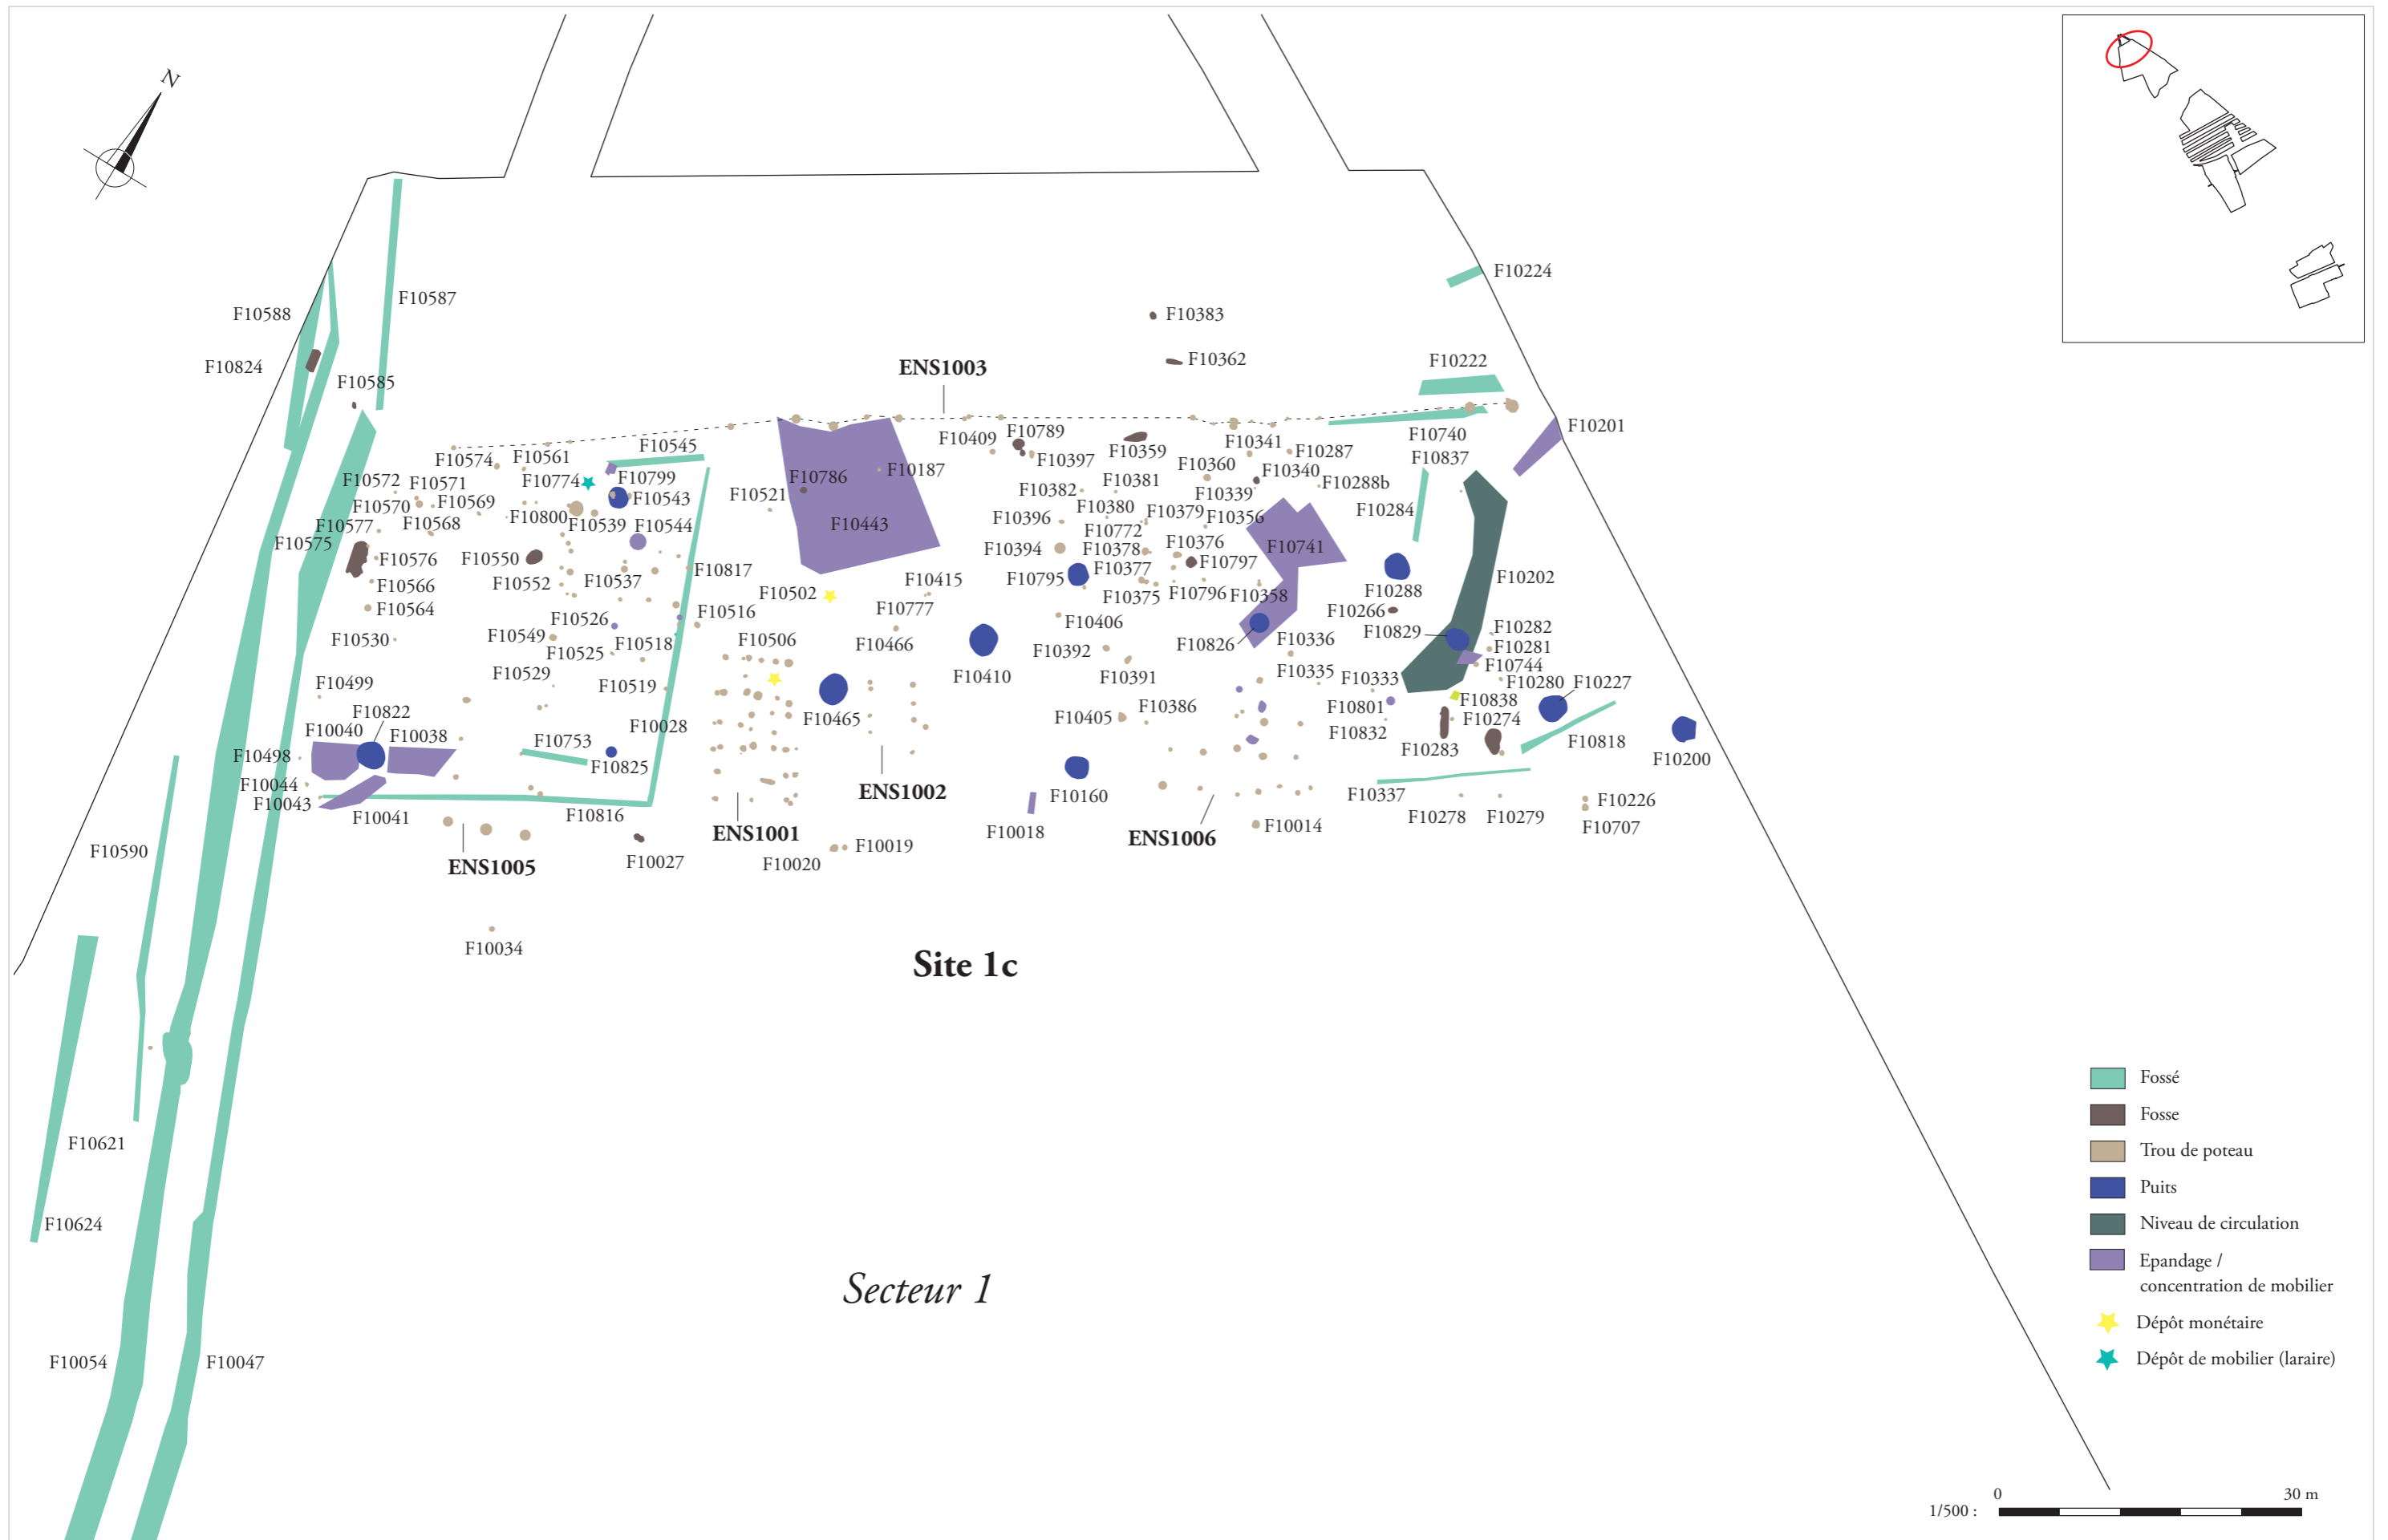 N
F10224
F10587
F10588
F10383
F10824
F10362
F10222
ENS1003
F10585
F10201
F10789
F10409
F10740
F10545
F10341
F10287
F10359
F10837
F10574
F10561
F10397
F10360
F10340
F10786
F10187
F10572
F10571
F10774
F10799
F10381
F10288b
F10382
F10339
F10521
F10543
F10570
F10569
F10380
F10379
F10284
F10577
F10568
F10800
F10539
F10544
F10443
F10396
F10356
F10772
F10575
F10394
F10378
F10376
F10741
F10576
F10550
F10797
F10817
F10377
F10795
F10202
F10566
F10552
F10537
F10415
F10502
F10375
F10796
F10358
F10288
F10564
F10777
F10266
F10516
F10526
F10406
F10282
F10530
F10549
F10518
F10506
F10466
F10826
F10336
F10829
F10281
F10525
F10392
F10744
F10529
F10410
F10391
F10335
F10333
F10280
F10227
F10499
F10519
F10838
F10822
F10465
F10405
F10386
F10801
F10274
F10040
F10038
F10028
F10832
F10498
F10753
F10283
F10818
F10200
F10825
F10044
ENS1002
F10160
F10337
F10043
F10041
F10816
F10226
ENS1001
F10018
ENS1006
F10014
F10278
F10279
F10707
F10590
ENS1005
F10027
F10020
F10019
F10034
Site 1c
F10621
F10624
Secteur 1
F10054
F10047
Fossé
Fosse
Trou de poteau
Puits
Niveau de circulation
Epandage /
concentration de mobilier
Dépôt monétaire
Dépôt de mobilier (laraire)
0 30 m
1/500 :